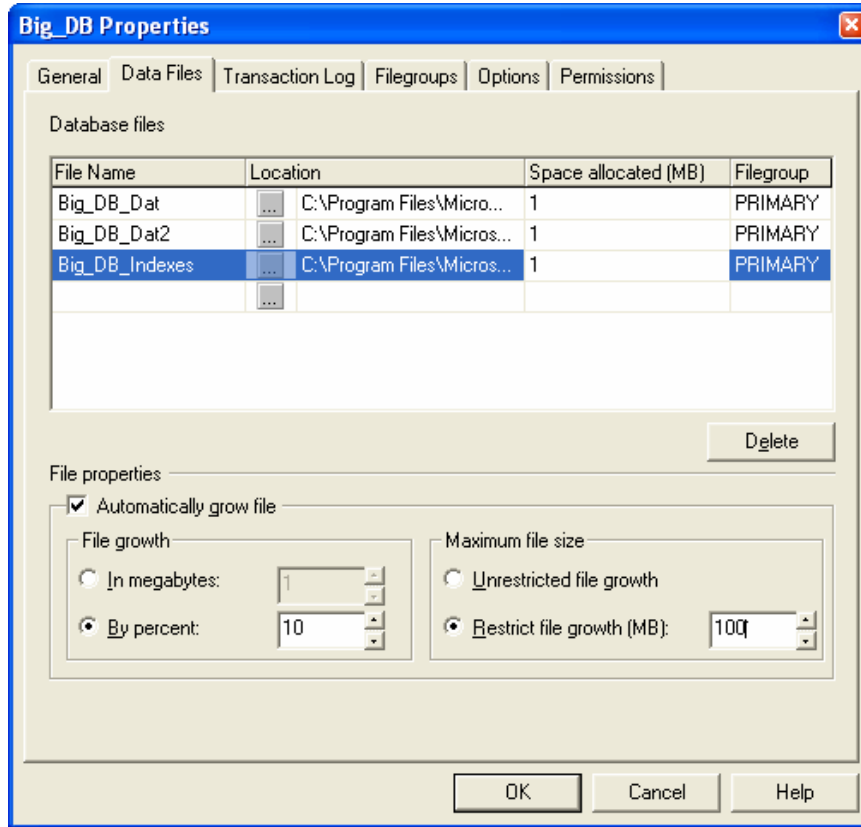 Big_DB Properties
General Data Files Transaction Log Filegroups Options Permissions
Database files
File Name Location Space allocated (MB) Filegroup
Big_DB_Dat ... C:\Program Files\Micro... 1 PRIMARY
Big_DB_Dat2 ... C:\Program Files\Micros... 1 PRIMARY
Big_DB_Indexes ... C:\Program Files\Micros... 1 PRIMARY
...
Delete
File properties
Automatically grow file
File growth Maximum file size
In megabytes: 1 Unrestricted file growth
By percent: 10 Restrict file growth (MB): 100
OK Cancel Help